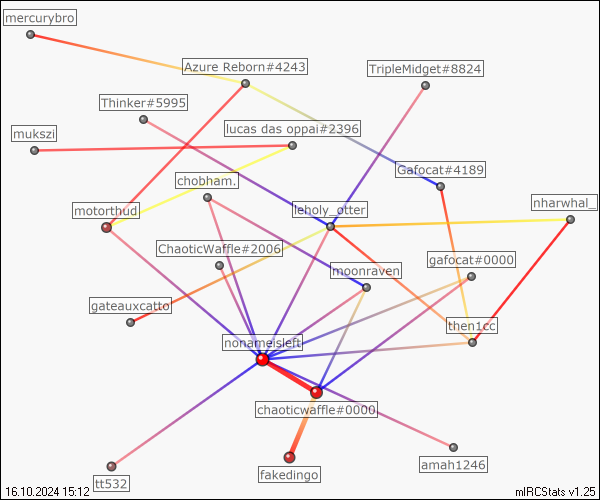 mercurybro
Azure Reborn#4243
TripleMidget#8824
Thinker#5995
lucas das oppai#2396
mukszi
Gafocat#4189
chobham.
nharwhal_
motorthud
leholy_otter
ChaoticWaffle#2006
gafocat#0000
moonraven
gateauxcatto
then1cc
nonameisleft
chaoticwaffle#0000
amah1246
fakedingo
tt532
16.10.2024 15:12
mIRCStats v1.25